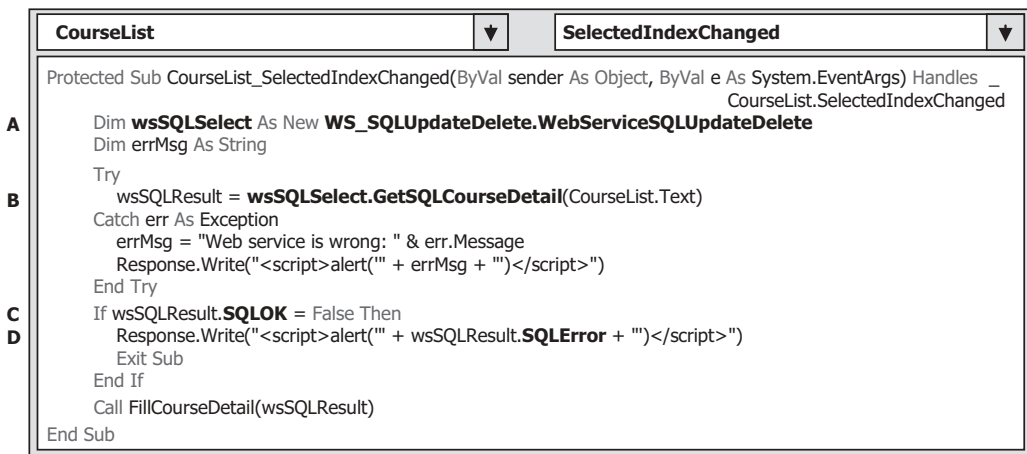 CourseList SelectedIndexChanged
Protected Sub CourseList_SelectedIndexChanged(ByVal sender As Object, ByVal e As System.EventArgs) Handles _
CourseList.SelectedIndexChanged
A Dim wsSQLSelect As New WS_SQLUpdateDelete.WebServiceSQLUpdateDelete
Dim errMsg As String
Try
B wsSQLResult = wsSQLSelect.GetSQLCourseDetail(CourseList.Text)
Catch err As Exception
errMsg = "Web service is wrong: " & err.Message
Response.Write("<script>alert('" + errMsg + "')</script>")
End Try
C If wsSQLResult.SQLOK = False Then
D Response.Write("<script>alert('" + wsSQLResult.SQLError + "')</script>")
Exit Sub
End If
Call FillCourseDetail(wsSQLResult)
End Sub